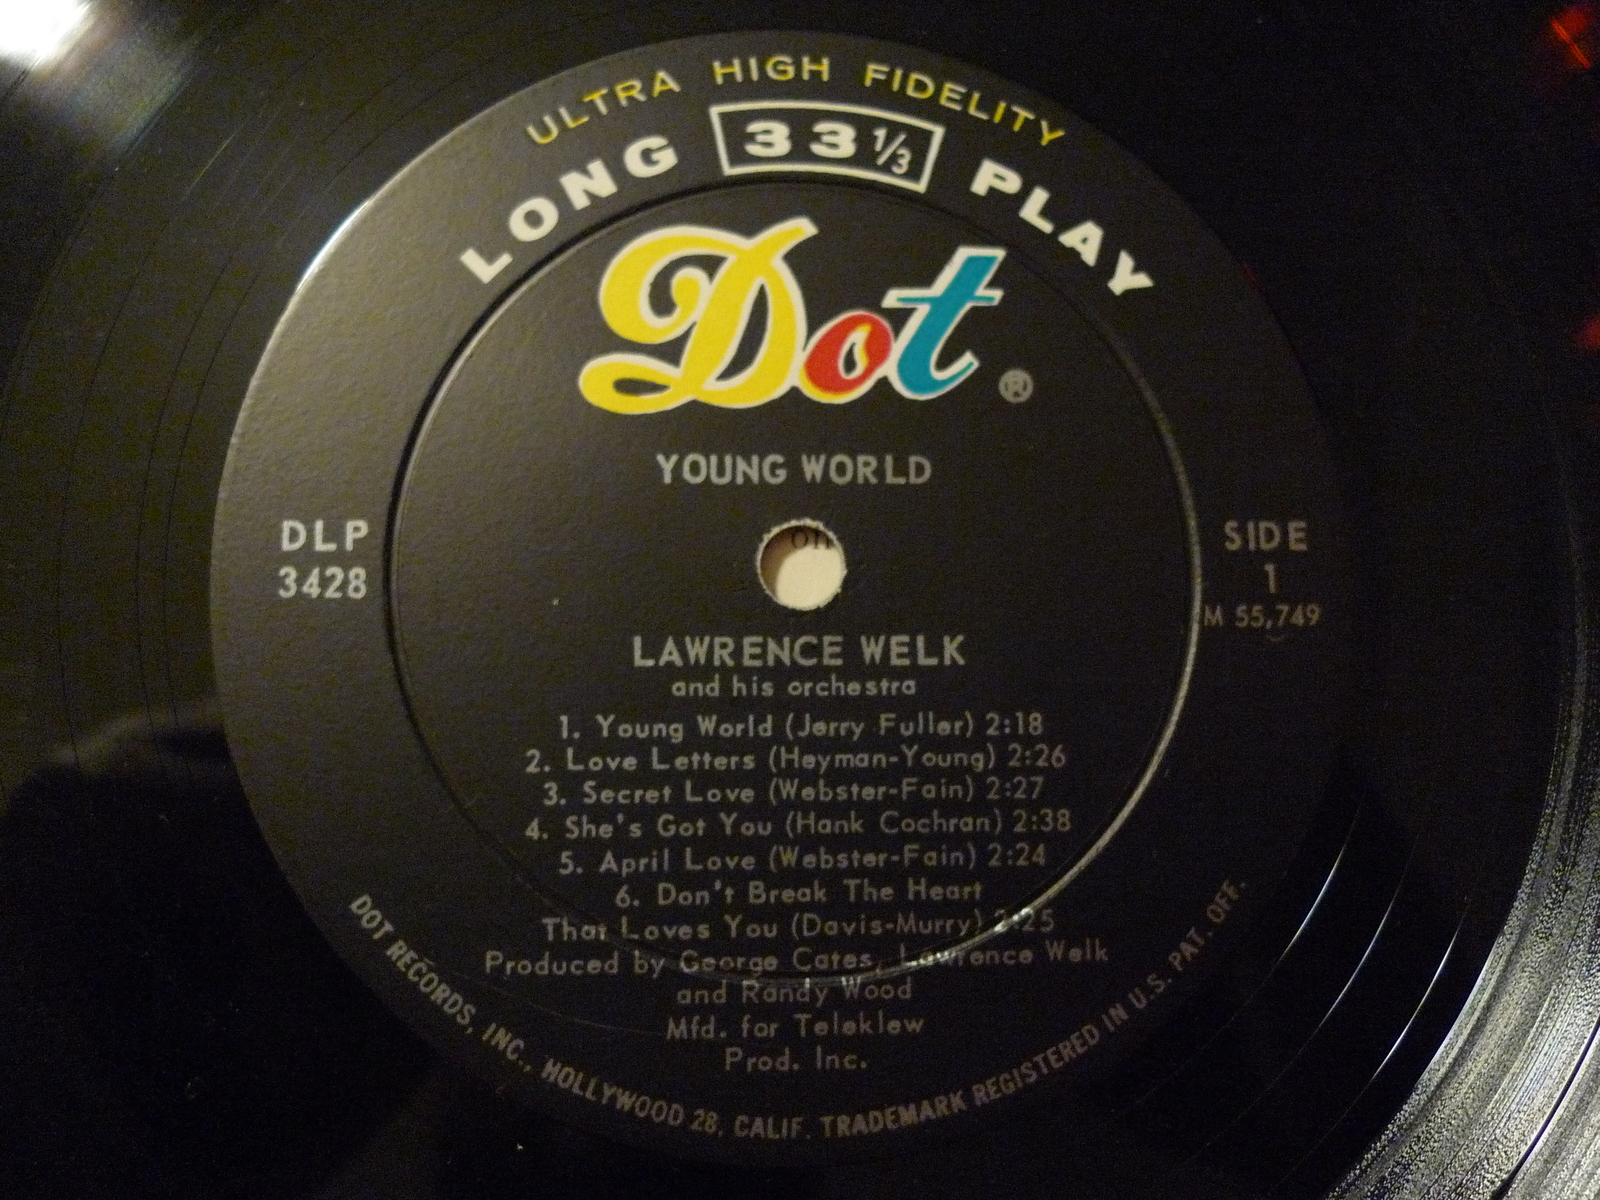 ULTRA HIGH FIDELITY
LONG 33 1/3 PLAY
Dot ®
YOUNG WORLD
DLP
3428
SIDE
1
M 55,749
LAWRENCE WELK
and his orchestra
1. Young World (Jerry Fuller) 2:18
2. Love Letters (Heyman-Young) 2:26
3. Secret Love (Webster-Fain) 2:27
4. She's Got You (Hank Cochran) 2:38
5. April Love (Webster-Fain) 2:24
6. Don't Break The Heart
That Loves You (Davis-Murry) 2:25
Produced by George Cates, Lawrence Welk
and Randy Wood
Mfd. for Teleklew
Prod. Inc.
DOT RECORDS, INC., HOLLYWOOD 28, CALIF. TRADEMARK REGISTERED IN U.S. PAT. OFF.